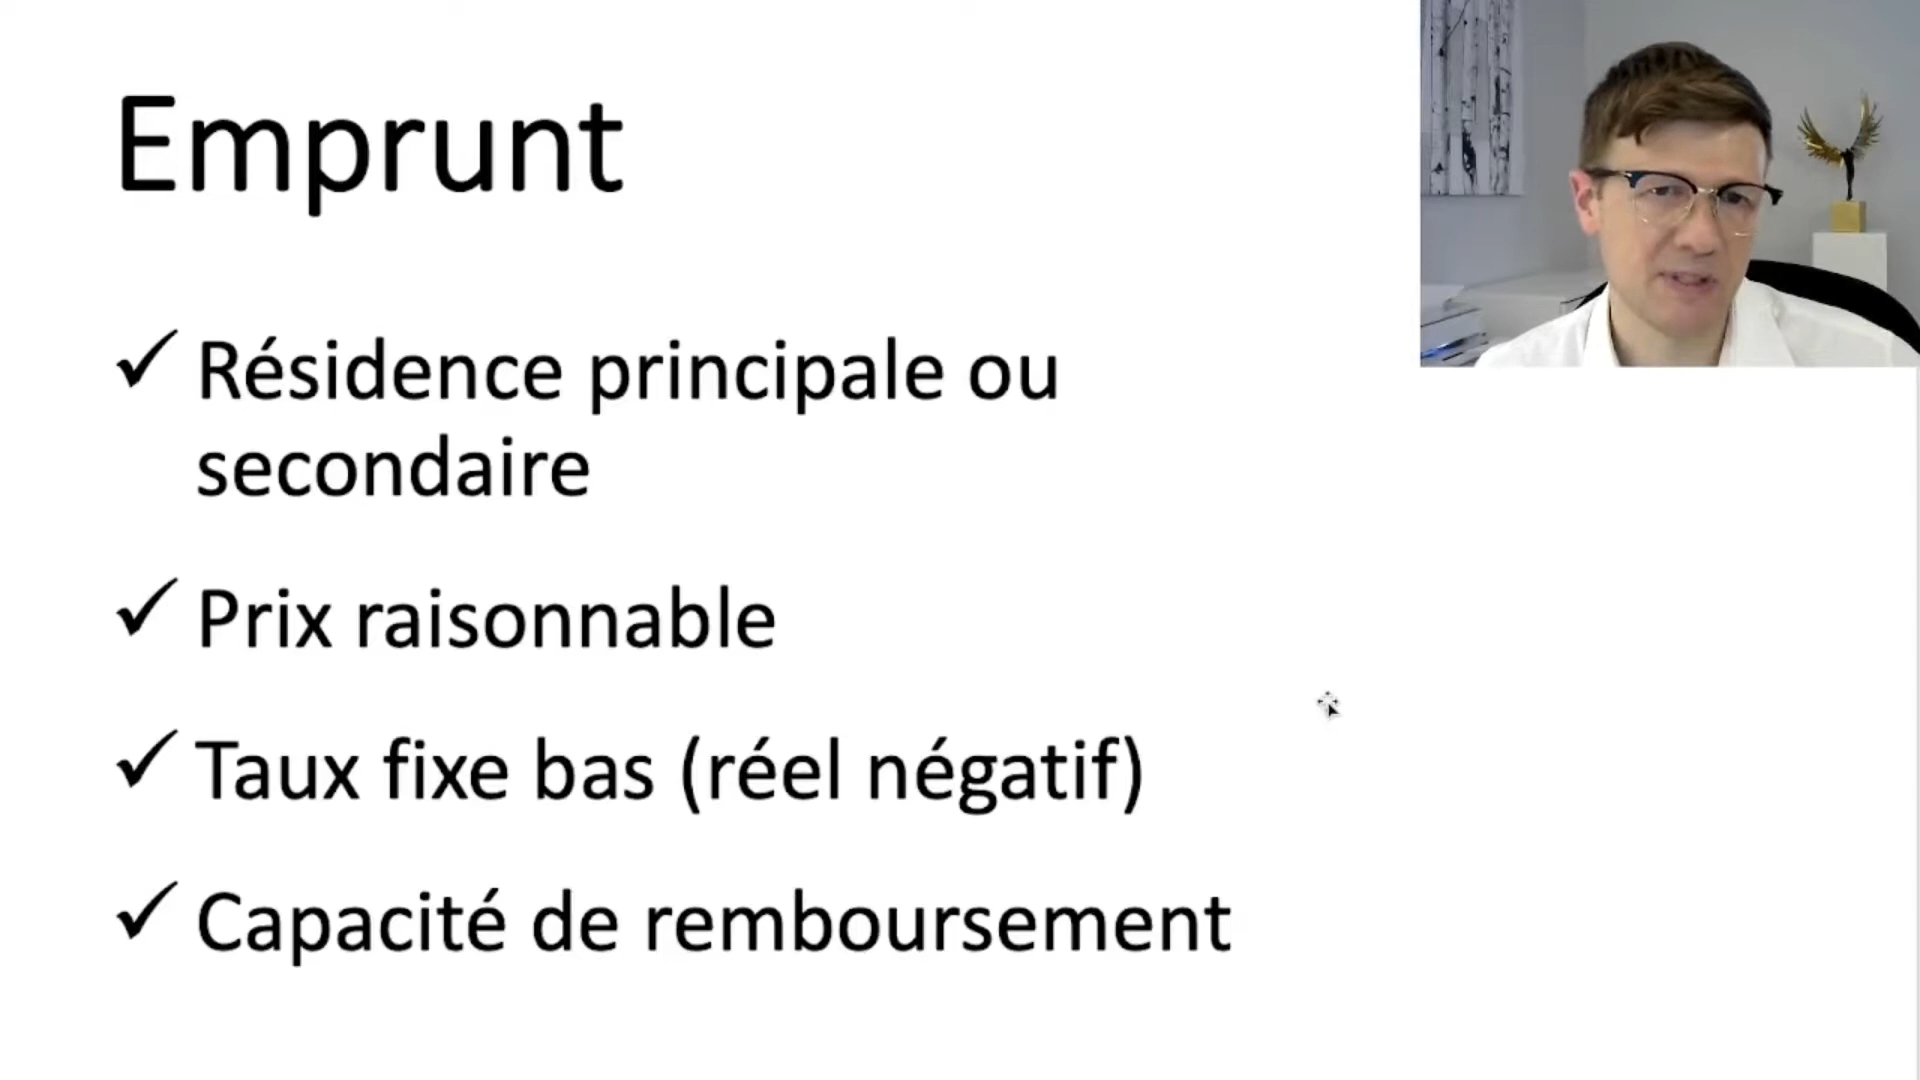 Emprunt
Résidence principale ou
secondaire
Prix raisonnable
Taux fixe bas (réel négatif)
Capacité de remboursement